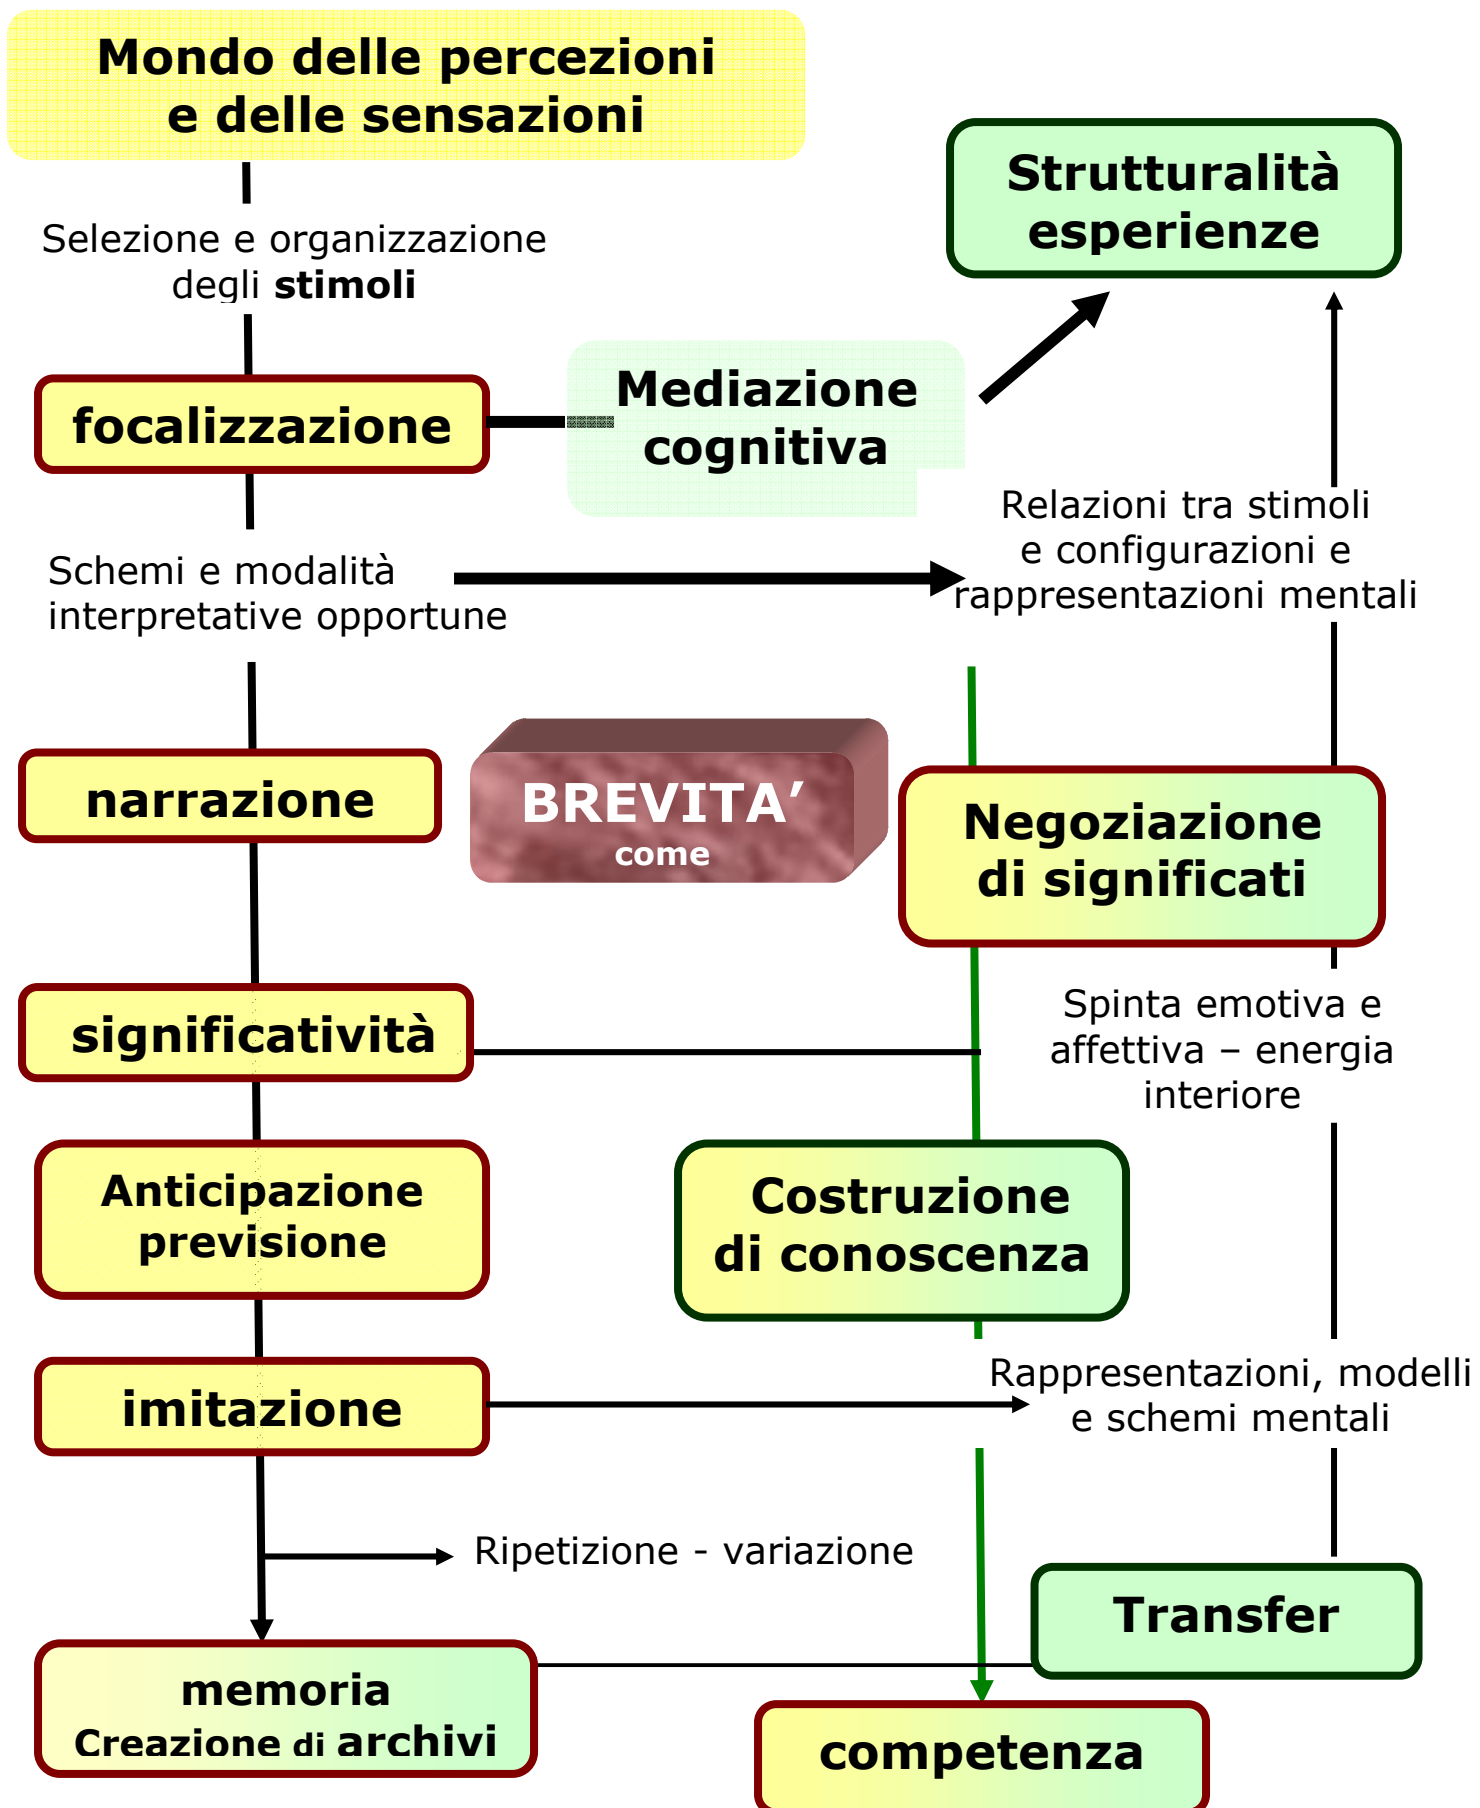 Mondo delle percezioni
e delle sensazioni
Strutturalità
esperienze
Selezione e organizzazione
degli stimoli
focalizzazione
Mediazione
cognitiva
Relazioni tra stimoli
e configurazioni e
rappresentazioni mentali
Schemi e modalità
interpretative opportune
narrazione
BREVITA’
come
Negoziazione
di significati
significatività
Spinta emotiva e
affettiva – energia
interiore
Anticipazione
previsione
Costruzione
di conoscenza
imitazione
Rappresentazioni, modelli
e schemi mentali
Ripetizione - variazione
Transfer
memoria
Creazione di archivi
competenza